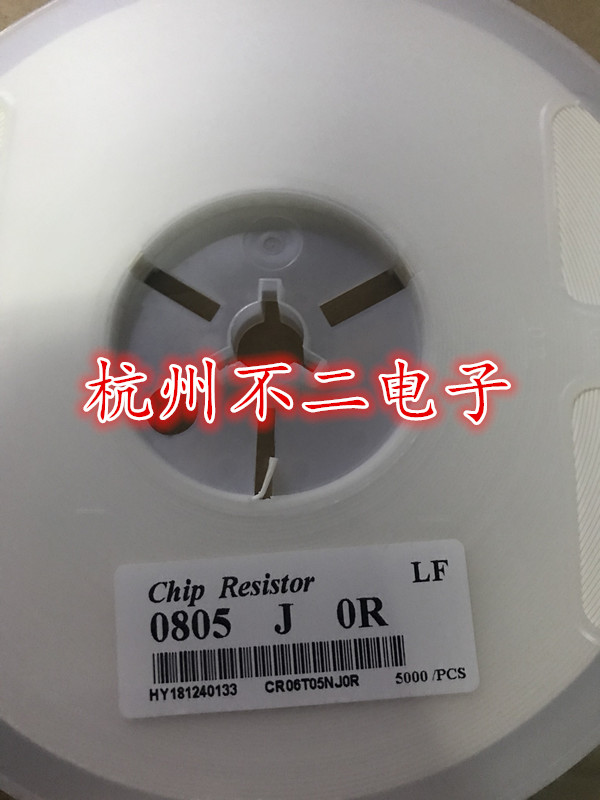 杭州不二电子
Chip Resistor LF
0805 J 0R
HY181240133 CR06T05NJ0R 5000 /PCS